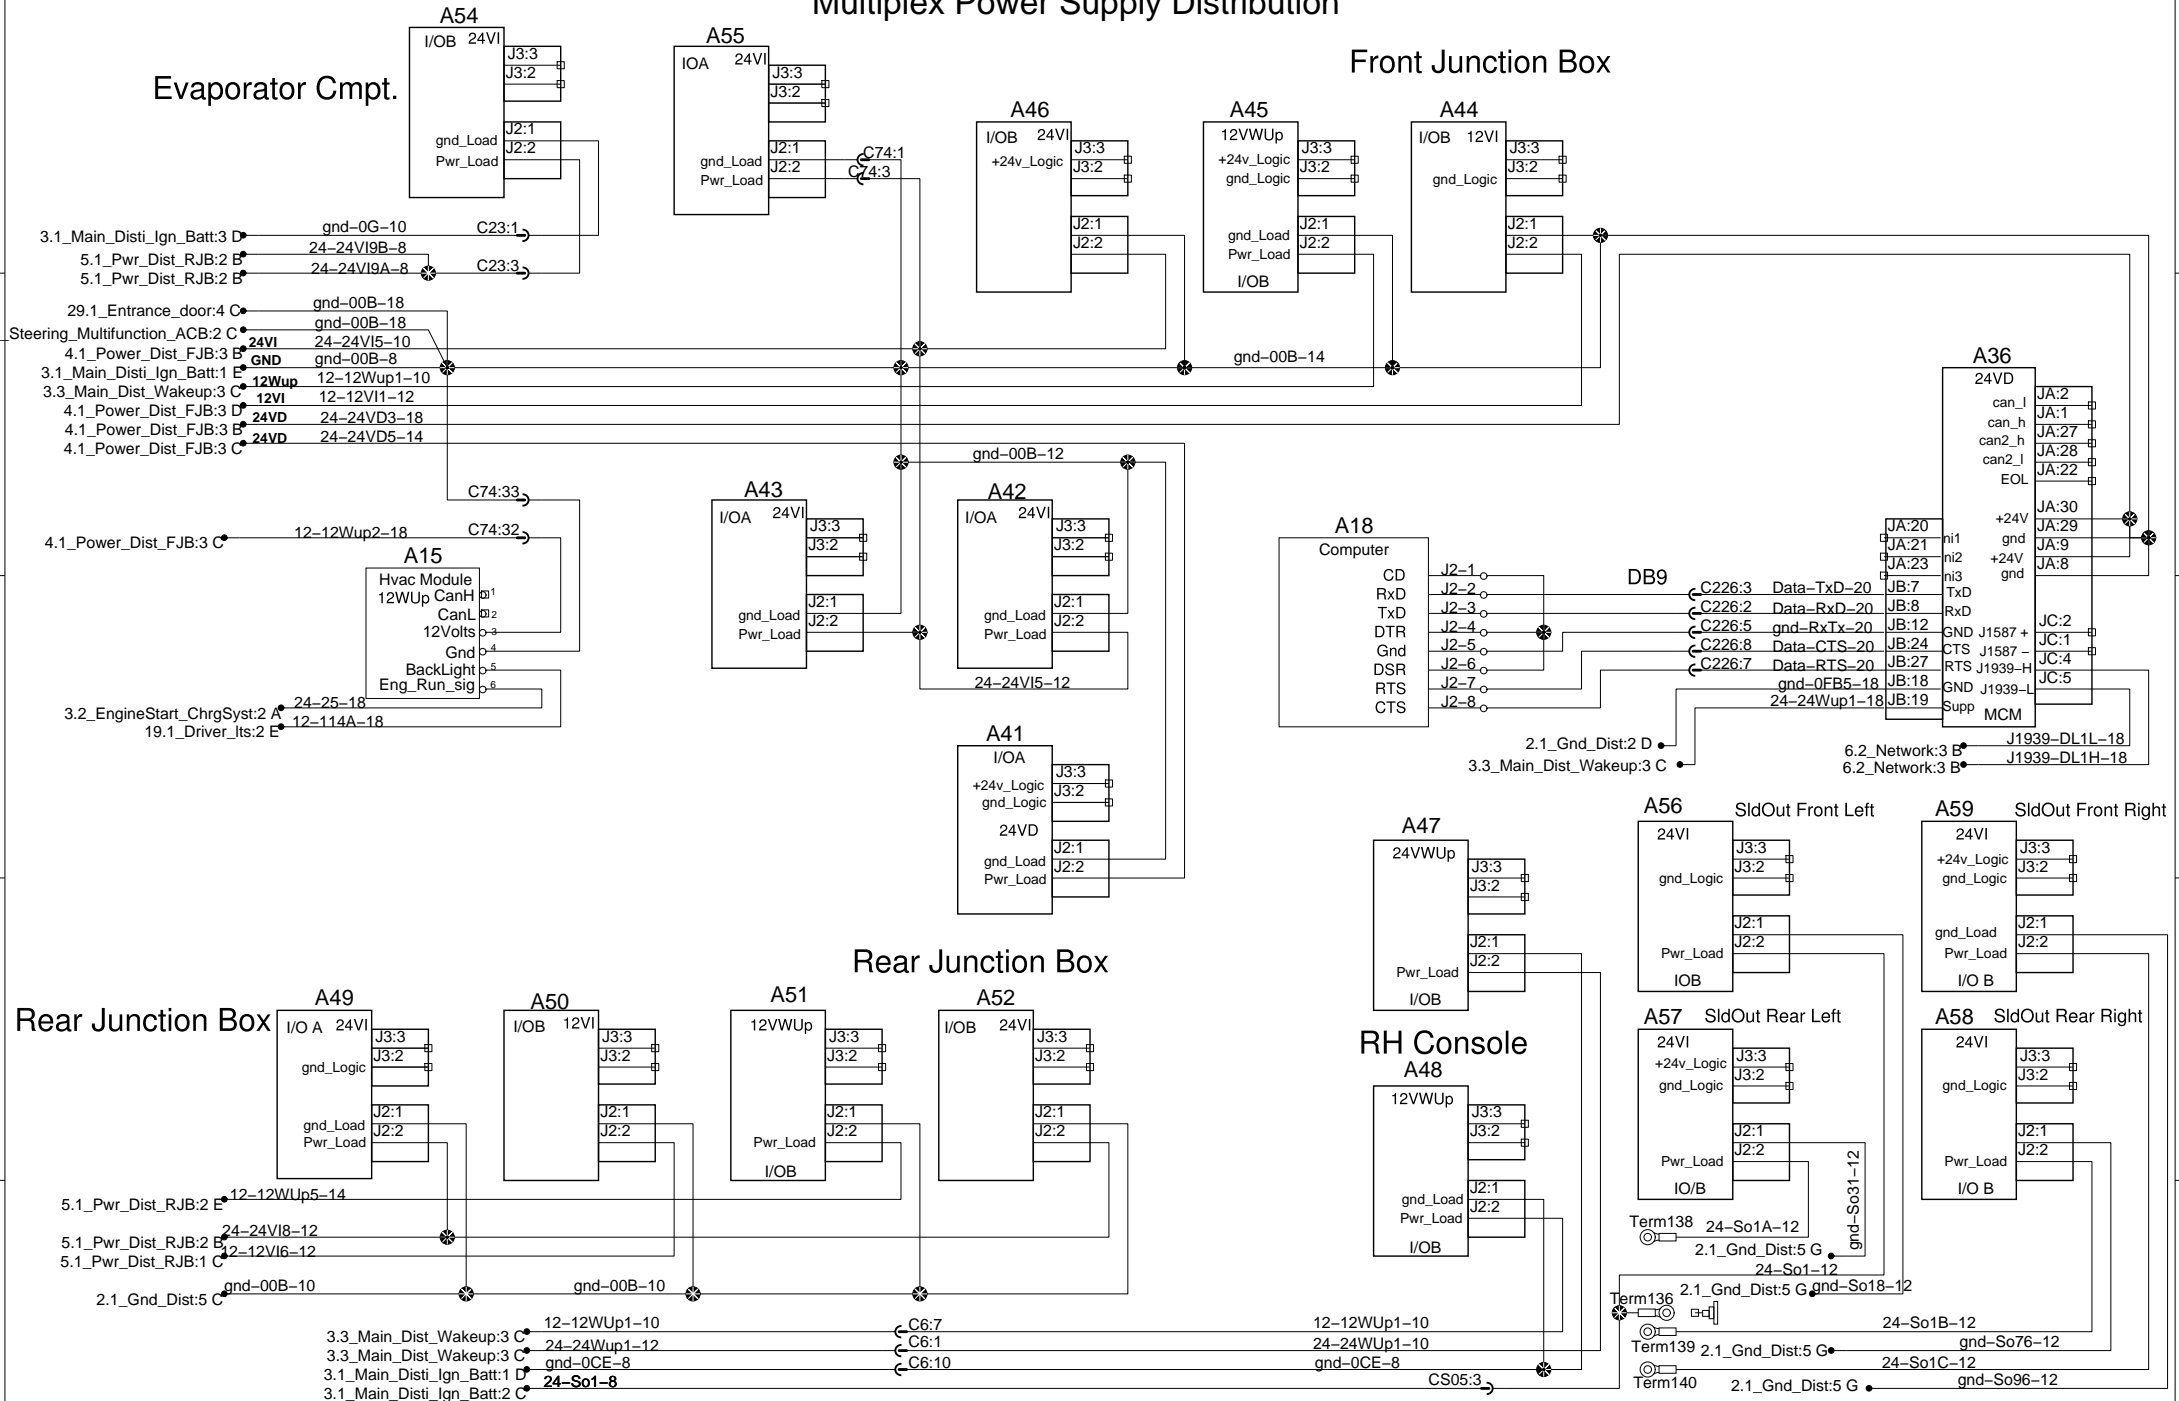 Multiplex Power Supply Distribution
Evaporator Cmpt.
A54
I/OB 24VI
J3:3
J3:2
J2:1
J2:2
gnd_Load
Pwr_Load
A55
IOA 24VI
J3:3
J3:2
J2:1
J2:2
gnd_Load
Pwr_Load
C74:1
C74:3
Front Junction Box
A46
I/OB 24VI
+24v_Logic
J3:3
J3:2
J2:1
J2:2
A45
12VWUp
+24v_Logic
gnd_Logic
J3:3
J3:2
gnd_Load
Pwr_Load
J2:1
J2:2
I/OB
A44
I/OB 12VI
gnd_Logic
J3:3
J3:2
J2:1
J2:2
3.1_Main_Disti_Ign_Batt:3 D gnd-0G-10 C23:1
5.1_Pwr_Dist_RJB:2 B 24-24VI9B-8
5.1_Pwr_Dist_RJB:2 B 24-24VI9A-8 C23:3
29.1_Entrance_door:4 C gnd-00B-18
Steering_Multifunction_ACB:2 C gnd-00B-18
4.1_Power_Dist_FJB:3 B 24VI 24-24VI5-10
3.1_Main_Disti_Ign_Batt:1 E GND gnd-00B-8 gnd-00B-14
3.3_Main_Dist_Wakeup:3 C 12Wup 12-12Wup1-10
4.1_Power_Dist_FJB:3 D 12VI 12-12VI1-12
4.1_Power_Dist_FJB:3 B 24VD 24-24VD3-18
4.1_Power_Dist_FJB:3 C 24VD 24-24VD5-14
gnd-00B-12
C74:33
4.1_Power_Dist_FJB:3 C 12-12Wup2-18 C74:32
A15
Hvac Module
12WUp CanH 1
CanL 2
12Volts 3
Gnd 4
BackLight 5
Eng_Run_sig 6
3.2_EngineStart_ChrgSyst:2 A 24-25-18
19.1_Driver_lts:2 E 12-114A-18
A43
I/OA 24VI
J3:3
J3:2
J2:1
J2:2
gnd_Load
Pwr_Load
A42
I/OA 24VI
J3:3
J3:2
J2:1
J2:2
gnd_Load
Pwr_Load
24-24VI5-12
A41
I/OA
+24v_Logic
gnd_Logic
J3:3
J3:2
24VD
gnd_Load
Pwr_Load
J2:1
J2:2
A18
Computer
CD J2-1
RxD J2-2
TxD J2-3
DTR J2-4
Gnd J2-5
DSR J2-6
RTS J2-7
CTS J2-8
DB9
C226:3 Data-TxD-20 JB:7 TxD
C226:2 Data-RxD-20 JB:8 RxD
C226:5 gnd-RxTx-20 JB:12 GND
C226:8 Data-CTS-20 JB:24 CTS
C226:7 Data-RTS-20 JB:27 RTS
gnd-0FB5-18 JB:18 GND
24-24Wup1-18 JB:19 Supp
2.1_Gnd_Dist:2 D
3.3_Main_Dist_Wakeup:3 C
A36
24VD
can_l JA:2
can_h JA:1
can2_h JA:27
can2_l JA:28
EOL JA:22
+24V JA:30
gnd JA:29
+24V JA:9
gnd JA:8
JA:20 ni1
JA:21 ni2
JA:23 ni3
J1587 + JC:2
J1587 - JC:1
J1939-H JC:4
J1939-L JC:5
MCM
6.2_Network:3 B J1939-DL1L-18
6.2_Network:3 B J1939-DL1H-18
A47
24VWUp
J3:3
J3:2
J2:1
J2:2
Pwr_Load
I/OB
A56 SldOut Front Left
24VI
gnd_Logic
J3:3
J3:2
J2:1
J2:2
Pwr_Load
IOB
A59 SldOut Front Right
24VI
+24v_Logic
gnd_Logic
J3:3
J3:2
gnd_Load
Pwr_Load
J2:1
J2:2
I/O B
Rear Junction Box
Rear Junction Box
A49
I/O A 24VI
gnd_Logic
J3:3
J3:2
gnd_Load
Pwr_Load
J2:1
J2:2
A50
I/OB 12VI
J3:3
J3:2
J2:1
J2:2
A51
12VWUp
J3:3
J3:2
J2:1
J2:2
Pwr_Load
I/OB
A52
I/OB 24VI
J3:3
J3:2
J2:1
J2:2
RH Console
A48
12VWUp
J3:3
J3:2
gnd_Load
Pwr_Load
J2:1
J2:2
I/OB
A57 SldOut Rear Left
24VI
+24v_Logic
gnd_Logic
J3:3
J3:2
J2:1
J2:2
Pwr_Load
IO/B
A58 SldOut Rear Right
24VI
gnd_Logic
J3:3
J3:2
J2:1
J2:2
Pwr_Load
I/O B
5.1_Pwr_Dist_RJB:2 E 12-12WUp5-14
5.1_Pwr_Dist_RJB:2 B 24-24VI8-12
5.1_Pwr_Dist_RJB:1 C 12-12VI6-12
2.1_Gnd_Dist:5 C gnd-00B-10 gnd-00B-10
Term138 24-So1A-12
gnd-So31-12
2.1_Gnd_Dist:5 G
24-So1-12
2.1_Gnd_Dist:5 G gnd-So18-12
Term136
3.3_Main_Dist_Wakeup:3 C 12-12WUp1-10 C6:7 12-12WUp1-10
3.3_Main_Dist_Wakeup:3 C 24-24Wup1-12 C6:1 24-24WUp1-10
3.1_Main_Disti_Ign_Batt:1 D gnd-0CE-8 C6:10 gnd-0CE-8
3.1_Main_Disti_Ign_Batt:2 C 24-So1-8 CS05:3
24-So1B-12
Term139 2.1_Gnd_Dist:5 G gnd-So76-12
24-So1C-12
Term140 2.1_Gnd_Dist:5 G gnd-So96-12